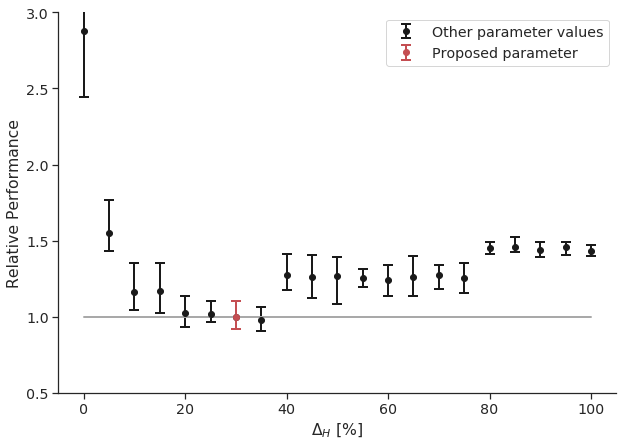 3.0
2.5
2.0
1.5
1.0
0.5
Relative Performance
Other parameter values
Proposed parameter
0 20 40 60 80 100
Δ_H [%]